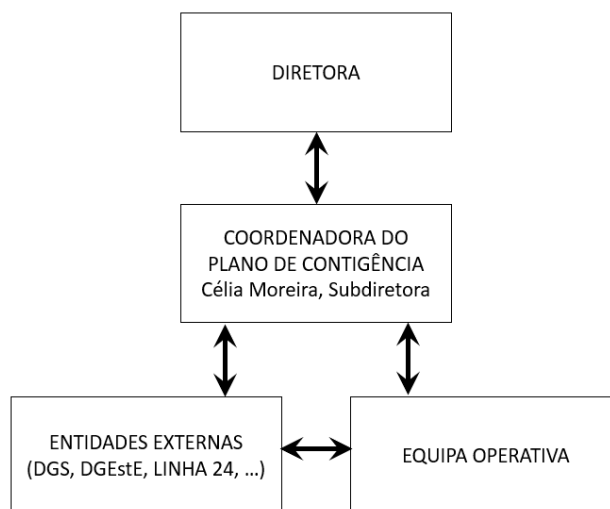 DIRETORA
COORDENADORA DO
PLANO DE CONTIGÊNCIA
Célia Moreira, Subdiretora
ENTIDADES EXTERNAS
(DGS, DGEstE, LINHA 24, ...)
EQUIPA OPERATIVA